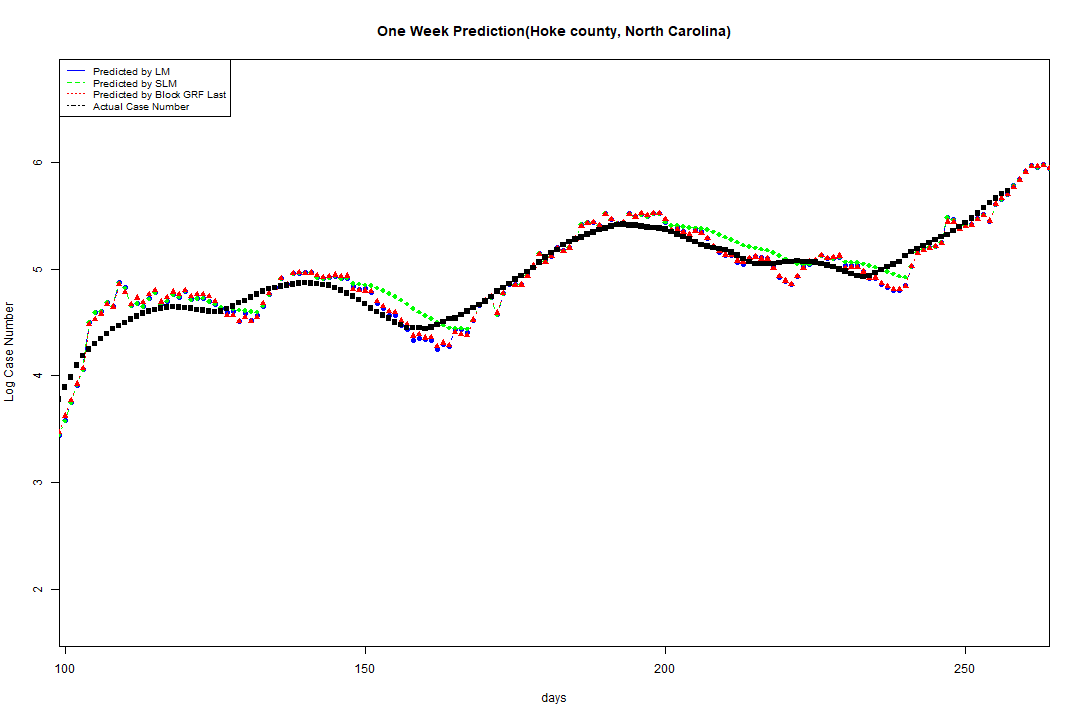 One Week Prediction(Hoke county, North Carolina)
Predicted by LM
Predicted by SLM
Predicted by Block GRF Last
Actual Case Number
6
5
4
3
2
Log Case Number
100
150
200
250
days